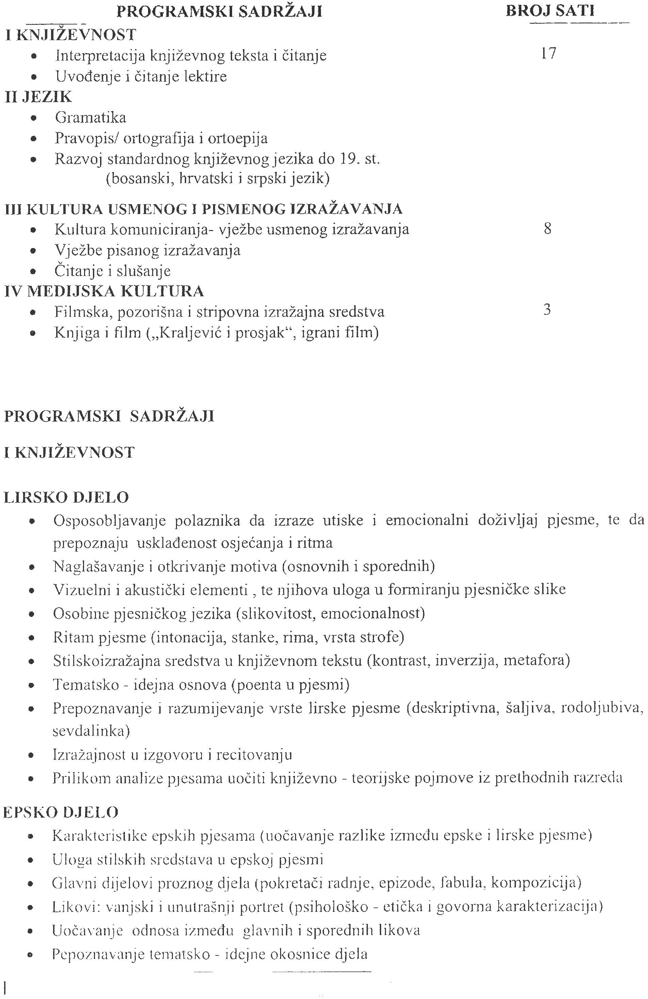 PROGRAMSKI SADRŽAJI BROJ SATI
I KNJIŽEVNOST
• Interpretacija književnog teksta i čitanje 17
• Uvođenje i čitanje lektire
II JEZIK
• Gramatika
• Pravopis/ ortografija i ortoepija
• Razvoj standardnog književnog jezika do 19. st.
(bosanski, hrvatski i srpski jezik)
III KULTURA USMENOG I PISMENOG IZRAŽAVANJA
• Kultura komuniciranja- vježbe usmenog izražavanja 8
• Vježbe pisanog izražavanja
• Čitanje i slušanje
IV MEDIJSKA KULTURA
• Filmska, pozorišna i stripovna izražajna sredstva 3
• Knjiga i film („Kraljević i prosjak“, igrani film)
PROGRAMSKI SADRŽAJI
I KNJIŽEVNOST
LIRSKO DJELO
• Osposobljavanje polaznika da izraze utiske i emocionalni doživljaj pjesme, te da
prepoznaju usklađenost osjećanja i ritma
• Naglašavanje i otkrivanje motiva (osnovnih i sporednih)
• Vizuelni i akustički elementi , te njihova uloga u formiranju pjesničke slike
• Osobine pjesničkog jezika (slikovitost, emocionalnost)
• Ritam pjesme (intonacija, stanke, rima, vrsta strofe)
• Stilskoizražajna sredstva u književnom tekstu (kontrast, inverzija, metafora)
• Tematsko - idejna osnova (poenta u pjesmi)
• Prepoznavanje i razumijevanje vrste lirske pjesme (deskriptivna, šaljiva, rodoljubiva,
sevdalinka)
• Izražajnost u izgovoru i recitovanju
• Prilikom analize pjesama uočiti književno - teorijske pojmove iz prethodnih razreda
EPSKO DJELO
• Karakteristike epskih pjesama (uočavanje razlike između epske i lirske pjesme)
• Uloga stilskih sredstava u epskoj pjesmi
• Glavni dijelovi proznog djela (pokretači radnje, epizode, fabula, kompozicija)
• Likovi: vanjski i unutrašnji portret (psihološko - etička i govorna karakterizacija)
• Uočavanje odnosa između glavnih i sporednih likova
• Pepoznavanje tematsko - idejne okosnice djela